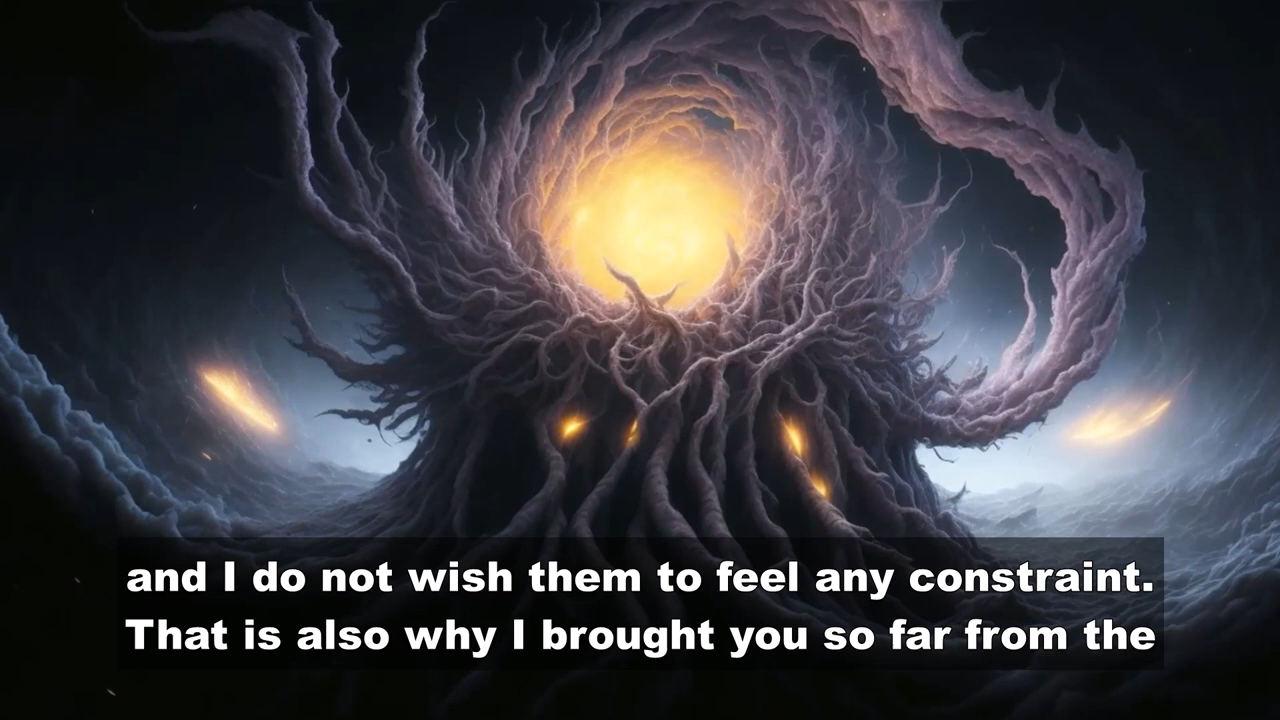 and I do not wish them to feel any constraint.
That is also why I brought you so far from the